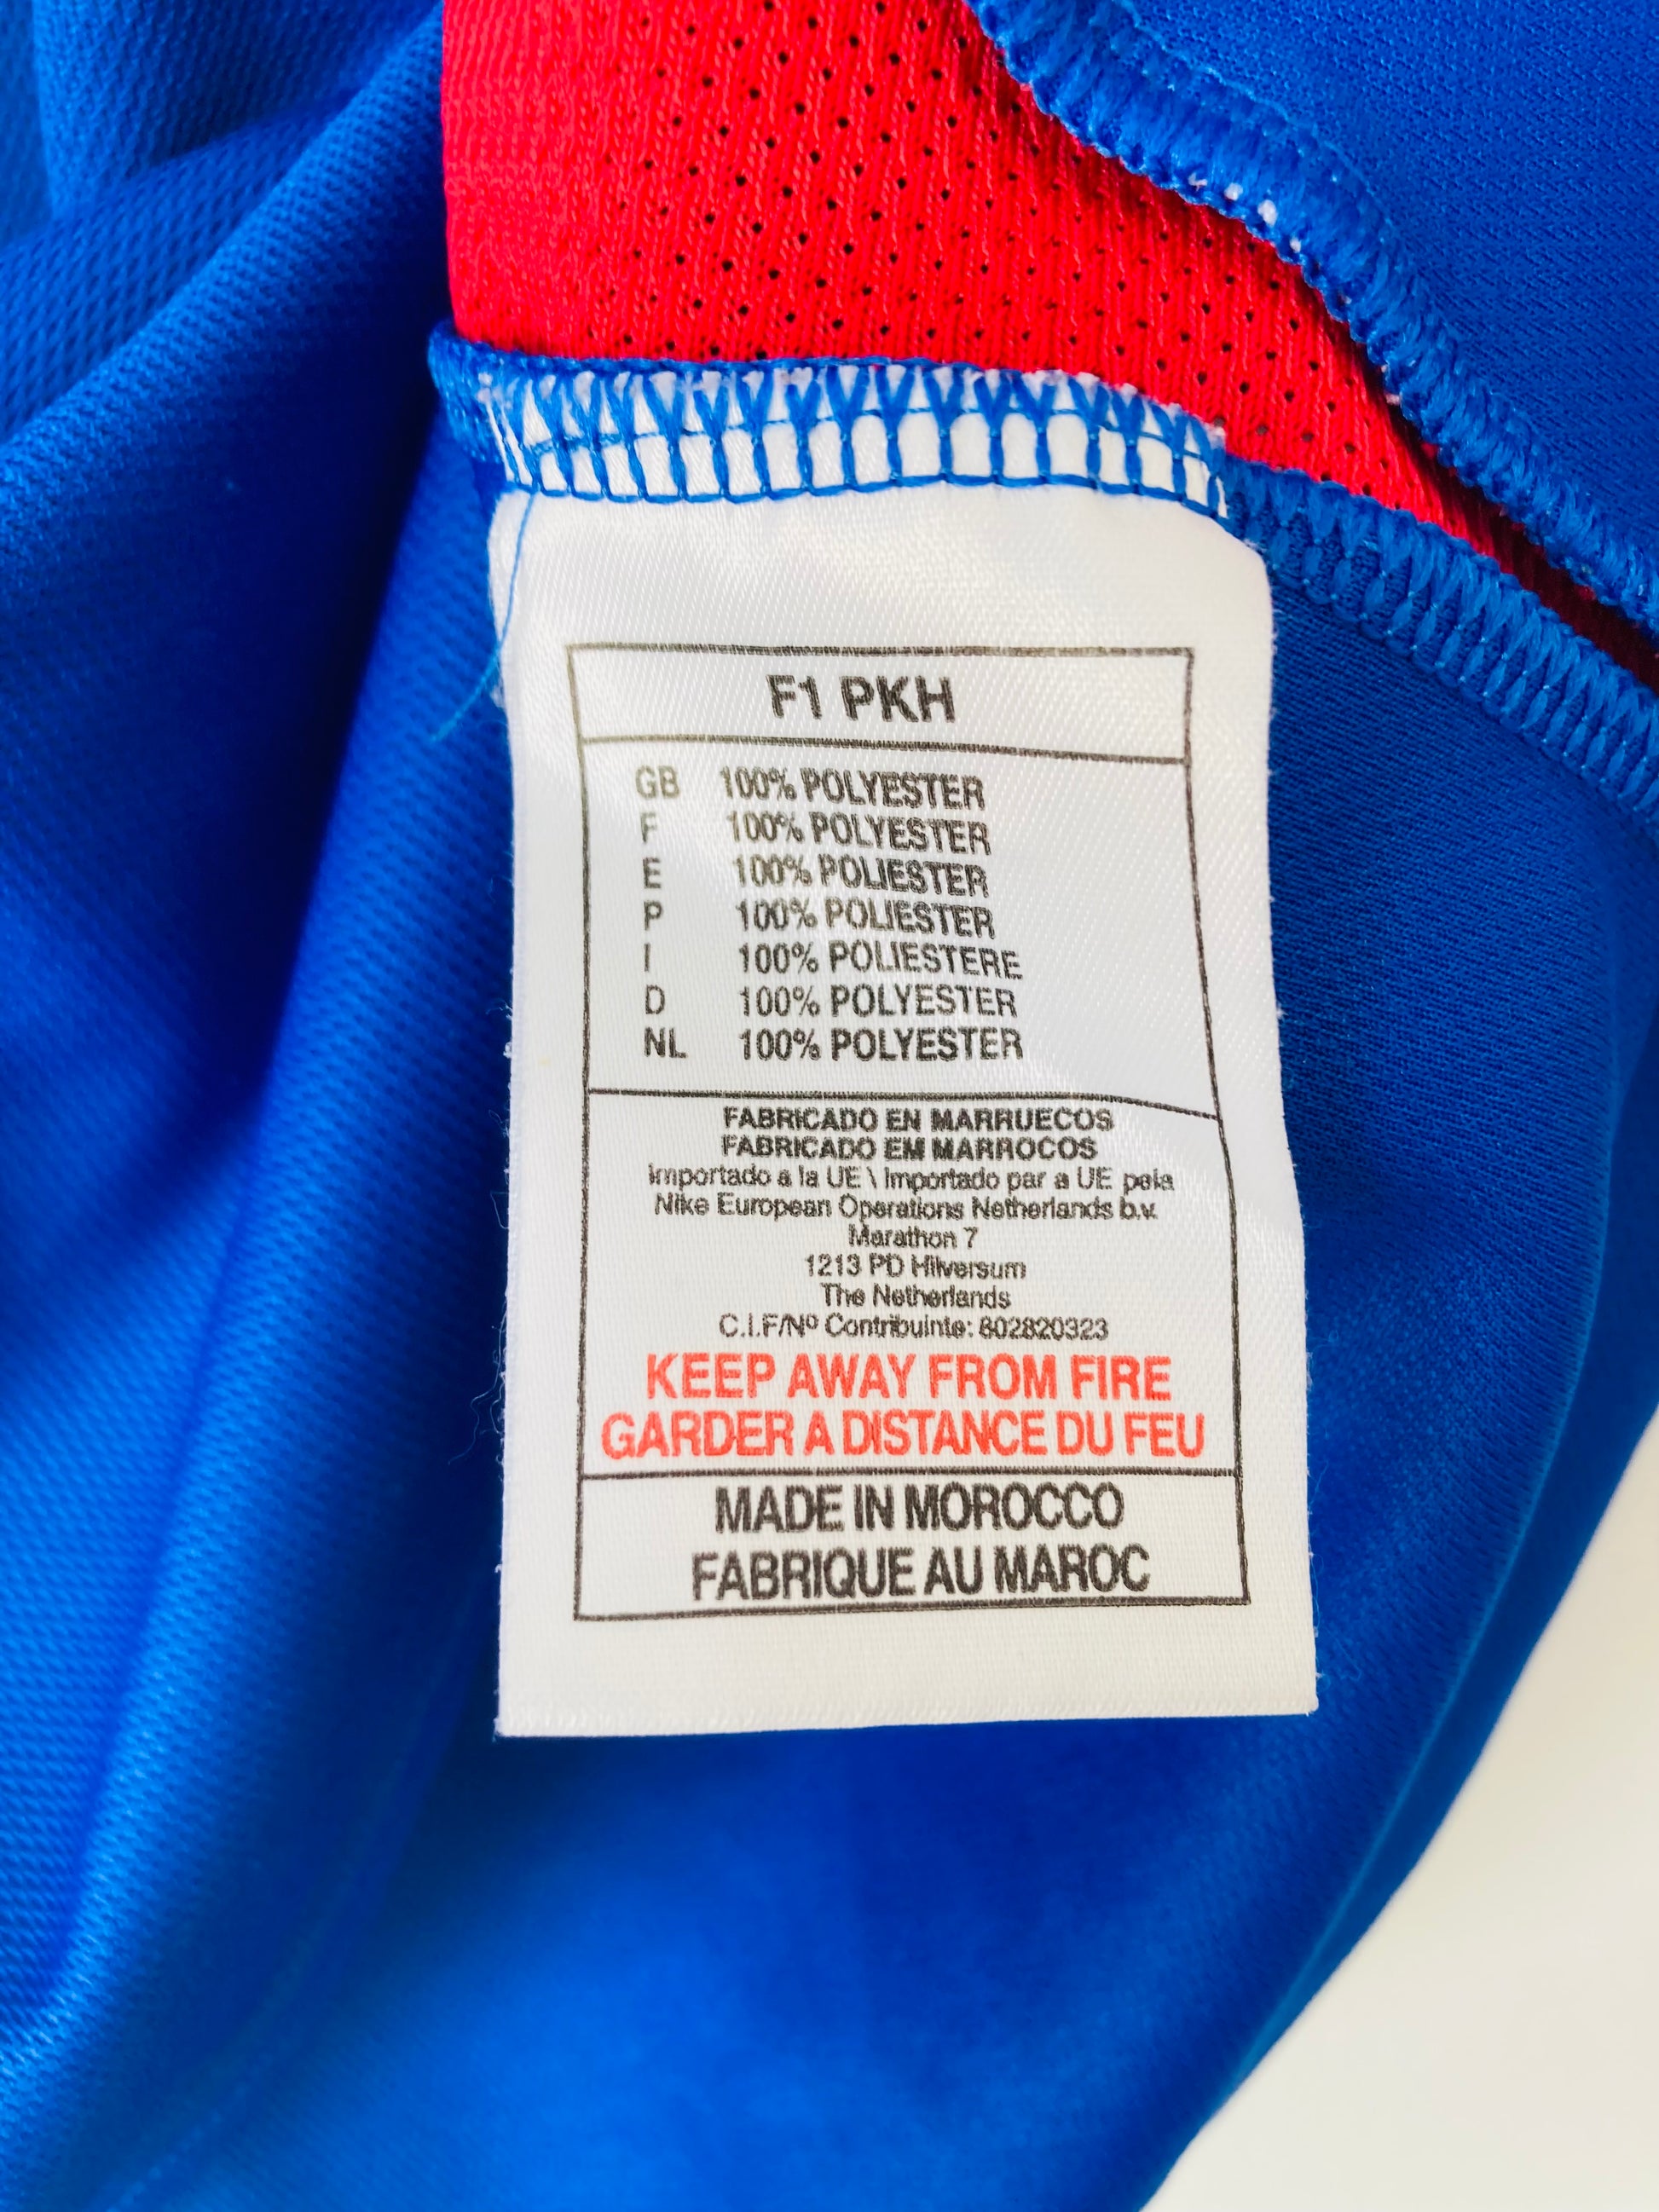 F1 PKH
GB 100% POLYESTER
F 100% POLYESTER
E 100% POLIESTER
P 100% POLIESTER
I 100% POLIESTERE
D 100% POLYESTER
NL 100% POLYESTER
FABRICADO EN MARRUECOS
FABRICADO EM MARROCOS
Importado a la UE \ Importado par a UE pela
Nike European Operations Netherlands b.v.
Marathon 7
1213 PD Hilversum
The Netherlands
C.I.F/Nº Contribuinte: 802820323
KEEP AWAY FROM FIRE
GARDER A DISTANCE DU FEU
MADE IN MOROCCO
FABRIQUE AU MAROC